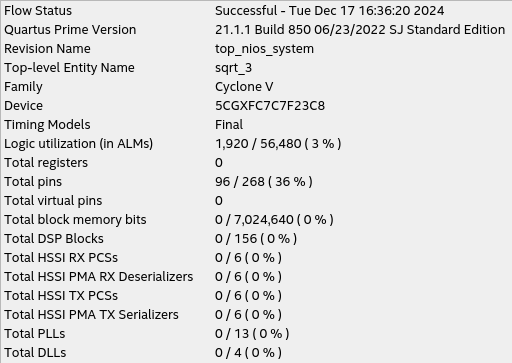 Flow Status Successful - Tue Dec 17 16:36:20 2024
Quartus Prime Version 21.1.1 Build 850 06/23/2022 SJ Standard Edition
Revision Name top_nios_system
Top-level Entity Name sqrt_3
Family Cyclone V
Device 5CGXFC7C7F23C8
Timing Models Final
Logic utilization (in ALMs) 1,920 / 56,480 ( 3 % )
Total registers 0
Total pins 96 / 268 ( 36 % )
Total virtual pins 0
Total block memory bits 0 / 7,024,640 ( 0 % )
Total DSP Blocks 0 / 156 ( 0 % )
Total HSSI RX PCSs 0 / 6 ( 0 % )
Total HSSI PMA RX Deserializers 0 / 6 ( 0 % )
Total HSSI TX PCSs 0 / 6 ( 0 % )
Total HSSI PMA TX Serializers 0 / 6 ( 0 % )
Total PLLs 0 / 13 ( 0 % )
Total DLLs 0 / 4 ( 0 % )